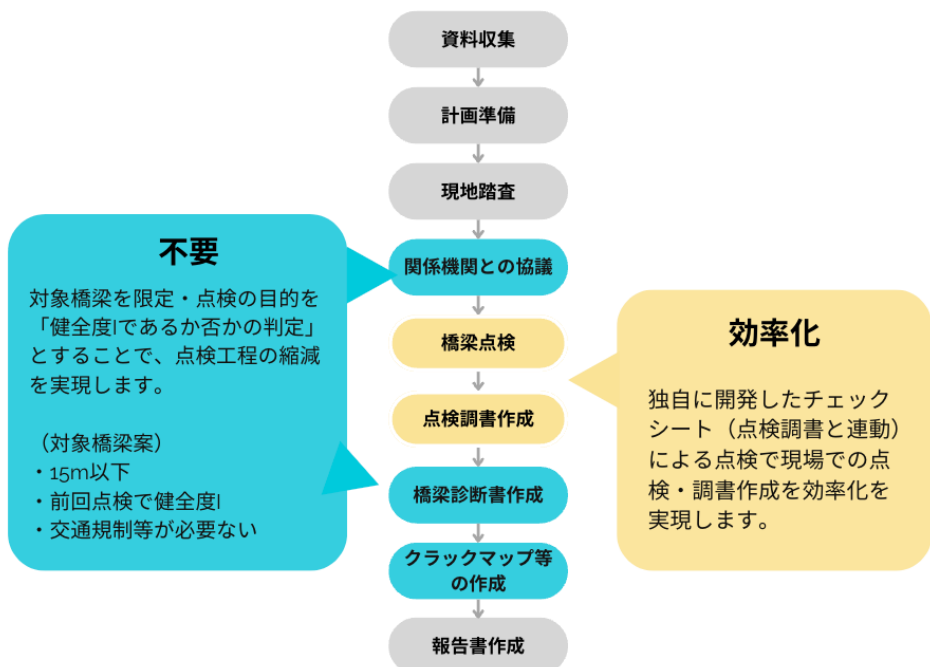 資料収集
計画準備
現地踏査
関係機関との協議
橋梁点検
点検調書作成
橋梁診断書作成
クラックマップ等
の作成
報告書作成
不要
対象橋梁を限定・点検の目的を
「健全度Iであるか否かの判定」
とすることで、点検工程の縮減
を実現します。
（対象橋梁案）
・15m以下
・前回点検で健全度I
・交通規制等が必要ない
効率化
独自に開発したチェック
シート（点検調書と連動）
による点検で現場での点
検・調書作成を効率化を
実現します。